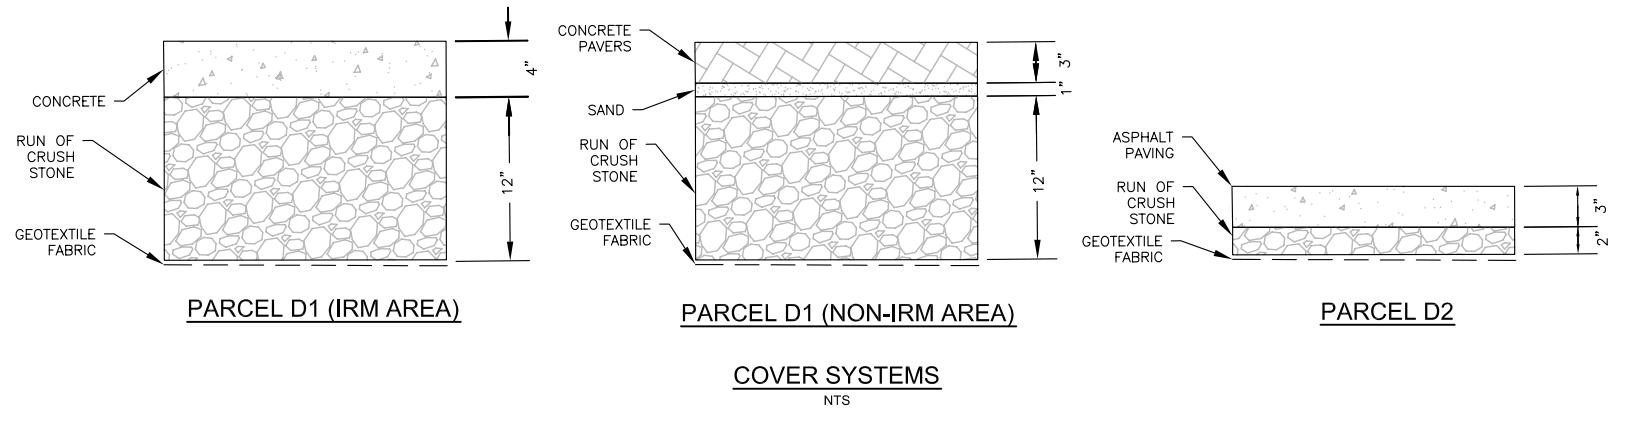 CONCRETE
RUN OF
CRUSH
STONE
GEOTEXTILE
FABRIC
4"
12"
PARCEL D1 (IRM AREA)
CONCRETE
PAVERS
SAND
RUN OF
CRUSH
STONE
GEOTEXTILE
FABRIC
3"
1"
12"
PARCEL D1 (NON-IRM AREA)
ASPHALT
PAVING
RUN OF
CRUSH
STONE
GEOTEXTILE
FABRIC
3"
2"
PARCEL D2
COVER SYSTEMS
NTS